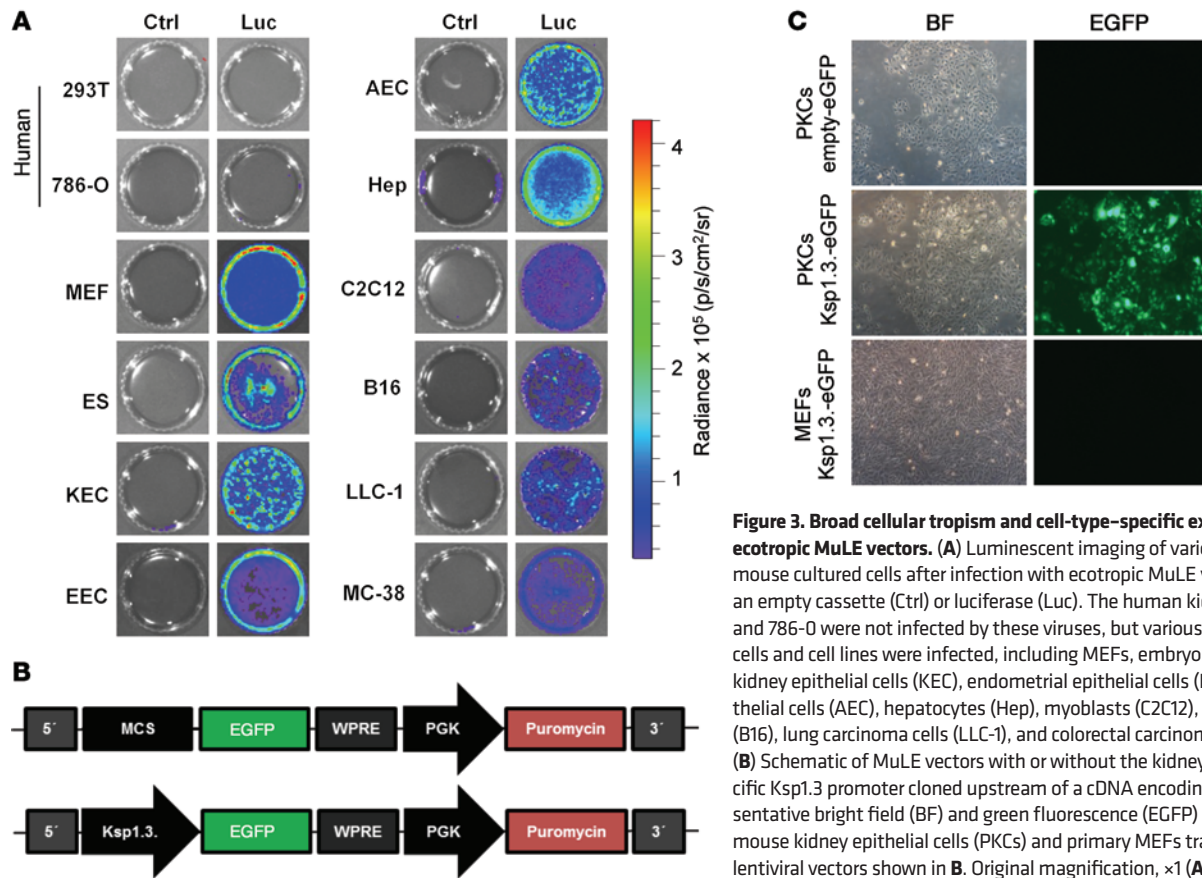 A
Ctrl Luc
Ctrl Luc
Human
293T
786-O
MEF
ES
KEC
EEC
AEC
Hep
C2C12
B16
LLC-1
MC-38
4
3
2
1
Radiance x 10⁵ (p/s/cm²/sr)
B
5´ MCS EGFP WPRE PGK Puromycin 3´
5´ Ksp1.3. EGFP WPRE PGK Puromycin 3´
C
BF EGFP
PKCs
empty-eGFP
PKCs
Ksp1.3.-eGFP
MEFs
Ksp1.3.-eGFP
Figure 3. Broad cellular tropism and cell-type–specific ex
ecotropic MuLE vectors. (A) Luminescent imaging of vario
mouse cultured cells after infection with ecotropic MuLE v
an empty cassette (Ctrl) or luciferase (Luc). The human ki
and 786-0 were not infected by these viruses, but various
cells and cell lines were infected, including MEFs, embryo
kidney epithelial cells (KEC), endometrial epithelial cells (
thelial cells (AEC), hepatocytes (Hep), myoblasts (C2C12),
(B16), lung carcinoma cells (LLC-1), and colorectal carcinon
(B) Schematic of MuLE vectors with or without the kidney
cific Ksp1.3 promoter cloned upstream of a cDNA encoding
sentative bright field (BF) and green fluorescence (EGFP)
mouse kidney epithelial cells (PKCs) and primary MEFs tra
lentiviral vectors shown in B. Original magnification, ×1 (A